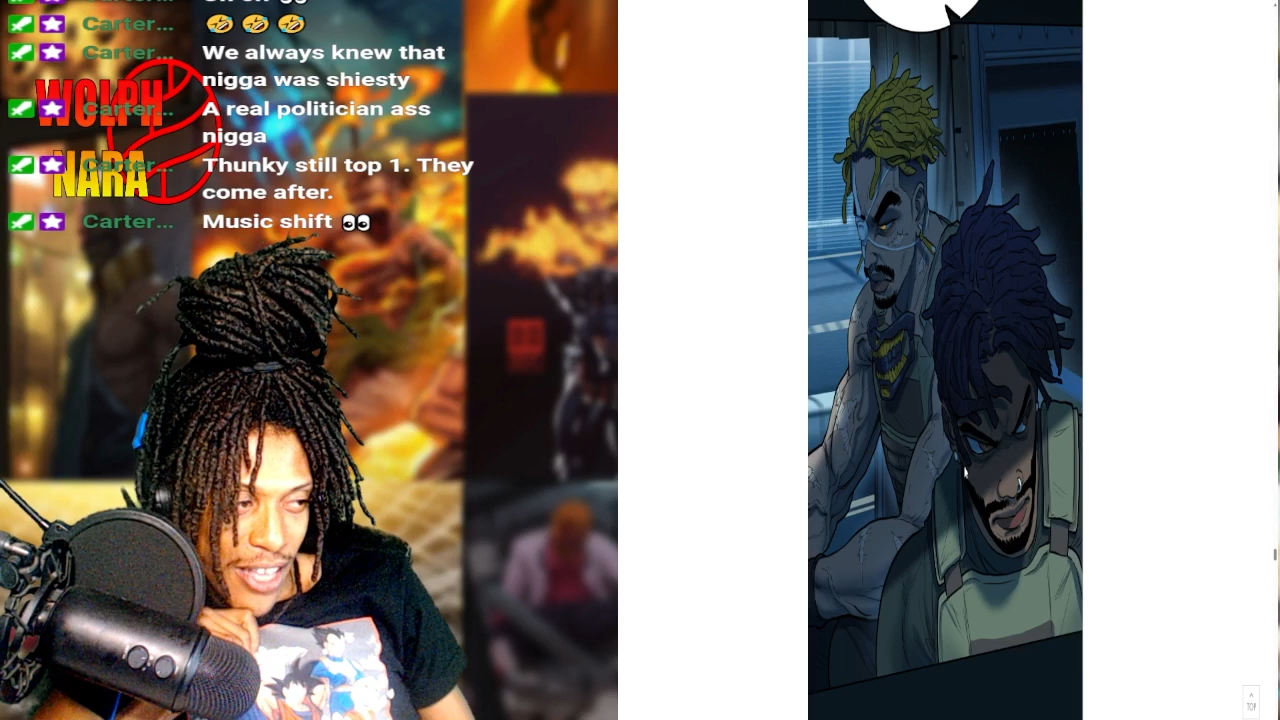 Carter... 🤣 🤣 🤣
Carter... We always knew that
nigga was shiesty
Carter... A real politician ass
nigga
Carter... Thunky still top 1. They
come after.
Carter... Music shift 👀
WOLPH
NARA
TOP